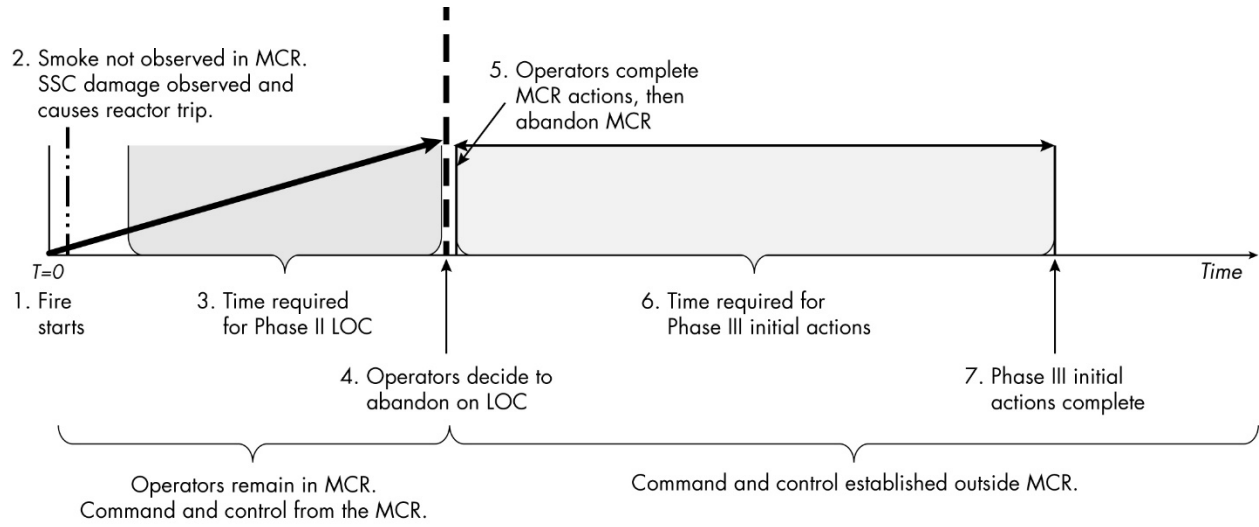 2. Smoke not observed in MCR.
SSC damage observed and
causes reactor trip.
5. Operators complete
MCR actions, then
abandon MCR
T=0
Time
1. Fire
starts
3. Time required
for Phase II LOC
6. Time required for
Phase III initial actions
4. Operators decide to
abandon on LOC
7. Phase III initial
actions complete
Operators remain in MCR.
Command and control from the MCR.
Command and control established outside MCR.